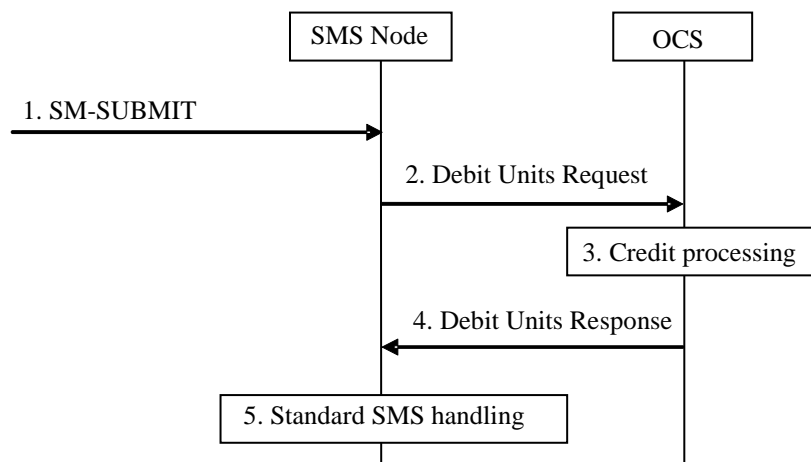 SMS Node
OCS
1. SM-SUBMIT
2. Debit Units Request
3. Credit processing
4. Debit Units Response
5. Standard SMS handling